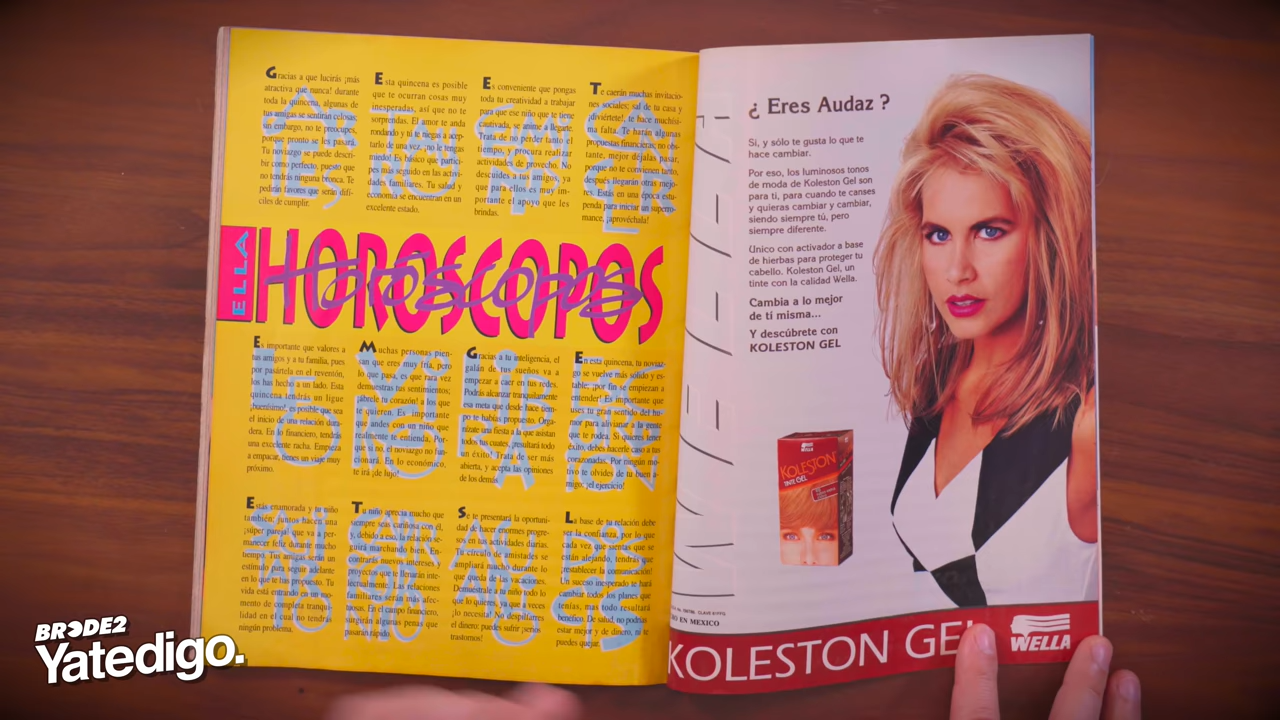 Gracias a que lucirás ¡más
atractiva que nunca! durante
toda la quincena, algunas de
tus amigas se sentirán celosas;
sin embargo, no te preocupes,
porque pronto se les pasará.
Tu noviazgo se puede descri-
bir como perfecto, puesto que
no tendrás ninguna bronca. Te
pedirán favores que serán difí-
ciles de cumplir.
Esta quincena es posible
que te ocurran cosas muy
inesperadas, así que no te
sorprendas. El amor te anda
rondando y tú te niegas a acep-
tarlo de una vez, ¡no le tengas
miedo! Es básico que partici-
pes más seguido en las activi-
dades familiares. Tu salud y
economía se encuentran en un
excelente estado.
Es conveniente que pongas
toda tu creatividad a trabajar
para que ese niño que te tiene
cautivada, se anime a llegarte.
Trata de no perder tanto el
tiempo, y procura realizar
actividades de provecho. No
descuides a tus amigos, ya
que para ellos es muy im-
portante el apoyo que les
brindas.
Te caerán muchas invitacio-
nes sociales; sal de tu casa y
¡diviértete!, te hace muchísi-
ma falta. Te harán algunas
propuestas financieras; no obs-
tante, mejor déjalas pasar,
porque no te convienen tanto,
después llegarán otras mejo-
res. Estás en una época estu-
penda para iniciar un superro-
mance, ¡aprovéchala!
ELLA
HOROSCOPOS
Horoscopos
Es importante que valores a
tus amigos y a tu familia, pues
por pasártela en el reventón,
los has hecho a un lado. Esta
quincena tendrás un ligue
¡buenísimo!, es posible que sea
el inicio de una relación dura-
dera. En lo financiero, tendrás
una excelente racha. Empieza
a empacar, tienes un viaje muy
próximo.
Muchas personas pien-
san que eres muy fría, pero
lo que pasa, es que rara vez
demuestras tus sentimientos;
¡ábrele tu corazón! a los que
te quieren. Es importante
que andes con un niño que
realmente te entienda. Por-
que si no, el noviazgo no fun-
cionará. En lo económico,
te irá ¡de lujo!
Gracias a tu inteligencia, el
galán de tus sueños va a
empezar a caer en tus redes.
Podrás alcanzar tranquilamente
esa meta que desde hace tiem-
po te habías propuesto. Orga-
nízate una fiesta a la que asistan
todos tus cuates, ¡resultará todo
un éxito! Trata de ser más
abierta, y acepta las opiniones
de los demás.
En esta quincena, tu noviaz-
go se vuelve más sólido y es-
table; ¡por fin se empiezan a
entender! Es importante que
uses tu gran sentido del hu-
mor para alivianar a la gente
que te rodea. Si quieres tener
éxito, debes hacerle caso a tus
corazonadas. Por ningún mo-
tivo te olvides de tu buen a-
migo: ¡el ejercicio!
Estás enamorada y tu niño
también; juntos hacen una
¡súper pareja! que va a per-
manecer feliz durante mucho
tiempo. Tus amigas serán un
estímulo para seguir adelante
en lo que te has propuesto. Tu
vida está entrando en un mo-
mento de completa tranqui-
lidad en el cual no tendrás
ningún problema.
Tu niño aprecia mucho que
siempre seas cariñosa con él,
y, debido a eso, la relación se-
guirá marchando bien. En-
contrarás nuevos intereses y
proyectos que te llenarán inte-
lectualmente. Las relaciones
familiares serán más afec-
tuosas. En el campo financiero,
surgirán algunas penas que
pasarán rápido.
Se te presentará la oportuni-
dad de hacer enormes progre-
sos en tus actividades diarias.
Tu círculo de amistades se
ampliará mucho durante lo
que queda de las vacaciones.
Demuéstrale a tu niño todo lo
que lo quieres, ya que a veces
¡lo necesita! No despilfarres
el dinero; puedes sufrir ¡serios
trastornos!
La base de tu relación debe
ser la confianza, por lo que
cada vez que sientas que se
están alejando, tendrás que
¡restablecer la comunicación!
Un suceso inesperado te hará
cambiar todos los planes que
tenías, mas todo resultará
benéfico. De salud, no podrías
estar mejor y de dinero, ni te
puedes quejar.
¿ Eres Audaz ?
Si, y sólo te gusta lo que te
hace cambiar.
Por eso, los luminosos tonos
de moda de Koleston Gel son
para ti, para cuando te canses
y quieras cambiar y cambiar,
siendo siempre tú, pero
siempre diferente.
Unico con activador a base
de hierbas para proteger tu
cabello. Koleston Gel, un
tinte con la calidad Wella.
Cambia a lo mejor
de ti misma...
Y descúbrete con
KOLESTON GEL
WELLA
KOLESTON
TINTE GEL
O EN MEXICO
KOLESTON GEL
WELLA
BRODE2
Yatedigo.